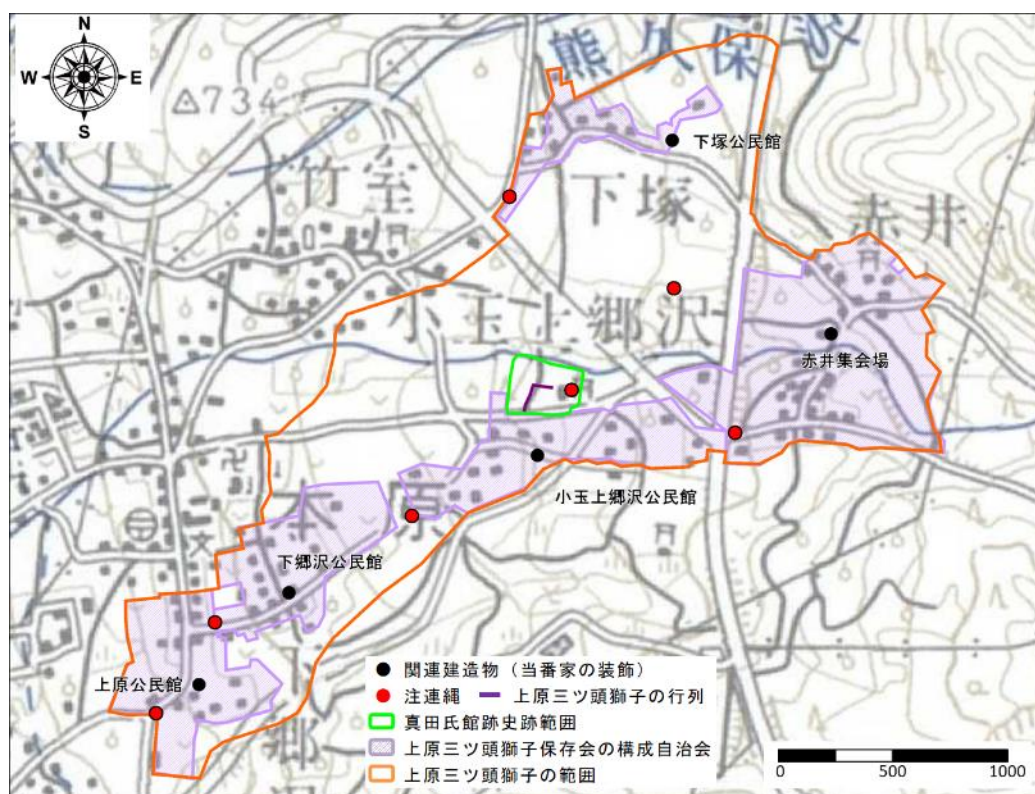 N
W
E
S
熊久保沢
734
下塚公民館
竹室
下塚
赤井
小玉上郷沢
赤井集会場
小玉上郷沢公民館
下郷沢公民館
上原公民館
関連建造物（当番家の装飾）
注連縄
上原三ツ頭獅子の行列
真田氏館跡史跡範囲
上原三ツ頭獅子保存会の構成自治会
上原三ツ頭獅子の範囲
0
500
1000